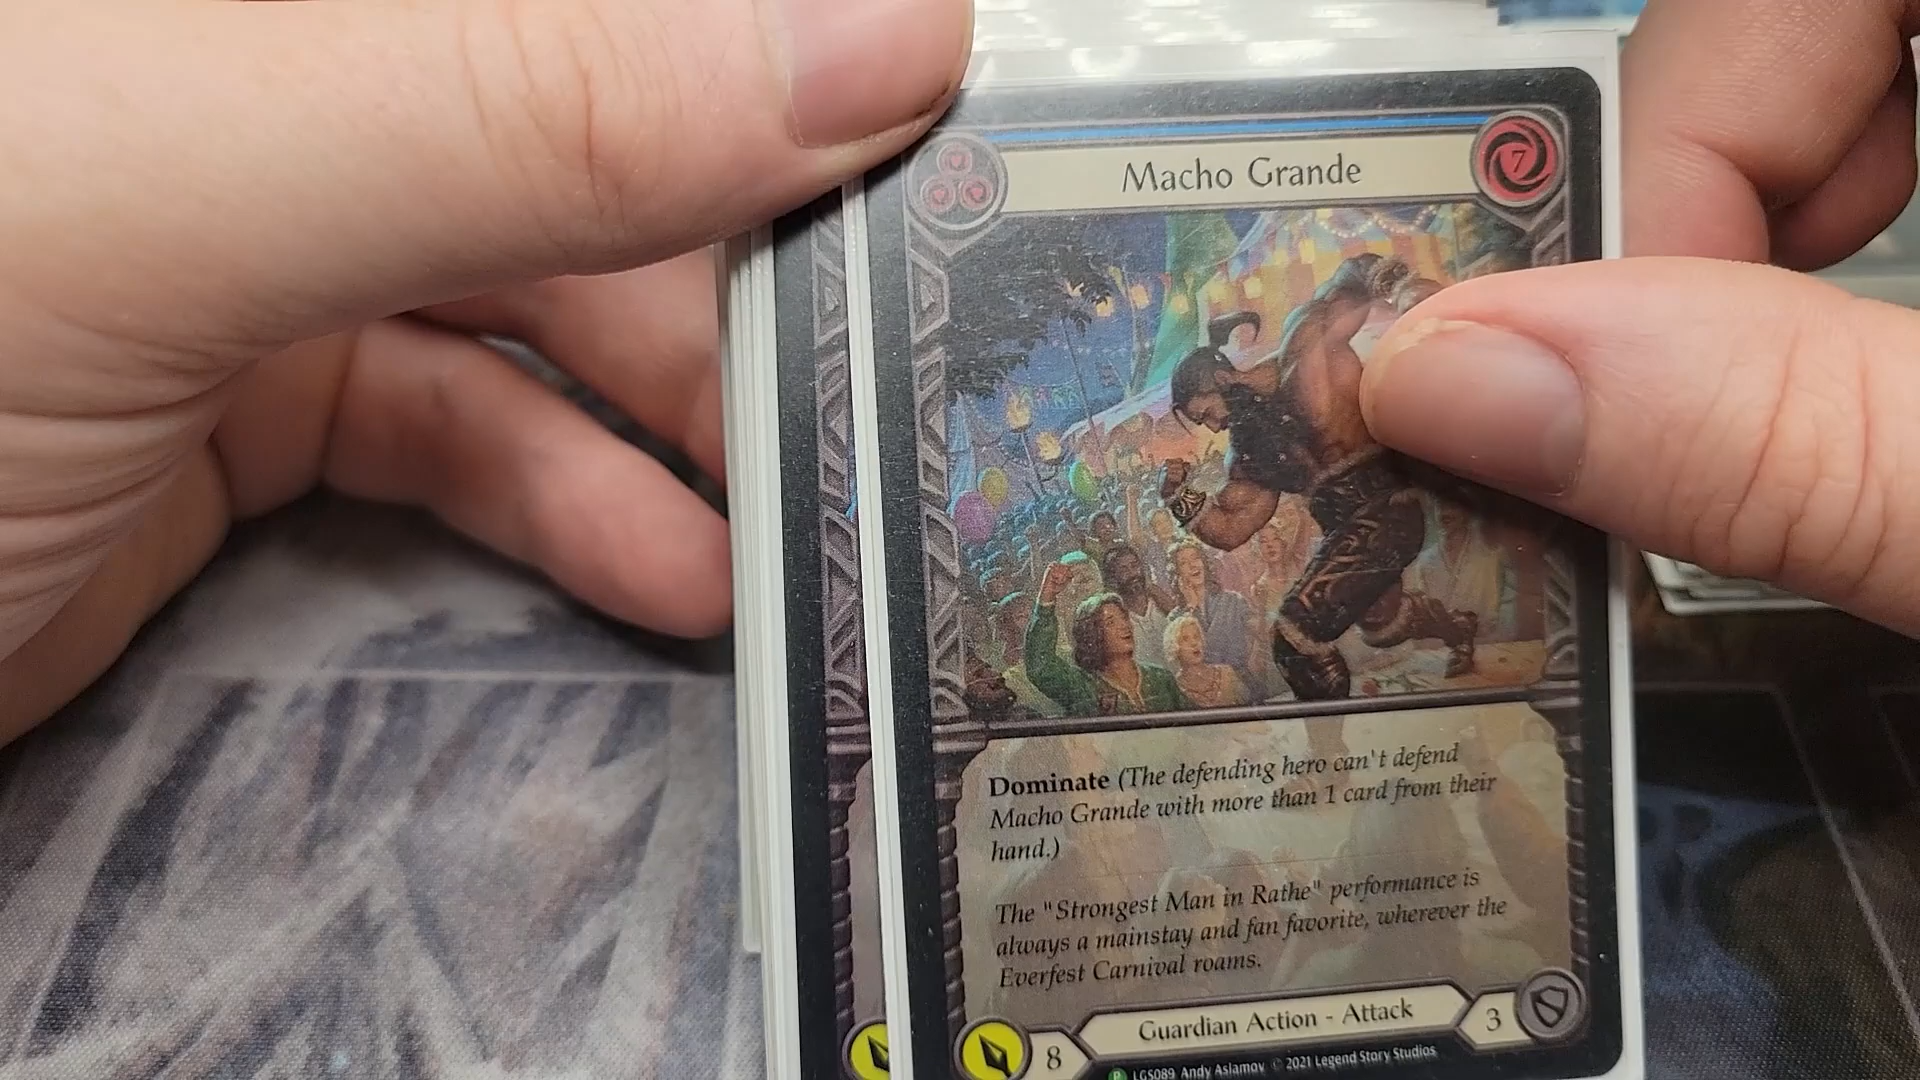 Macho Grande
7
Dominate (The defending hero can't defend
Macho Grande with more than 1 card from their
hand.)
The "Strongest Man in Rathe" performance is
always a mainstay and fan favorite, wherever the
Everfest Carnival roams.
8
Guardian Action - Attack
3
P LGS089 Andy Aslamov © 2021 Legend Story Studios